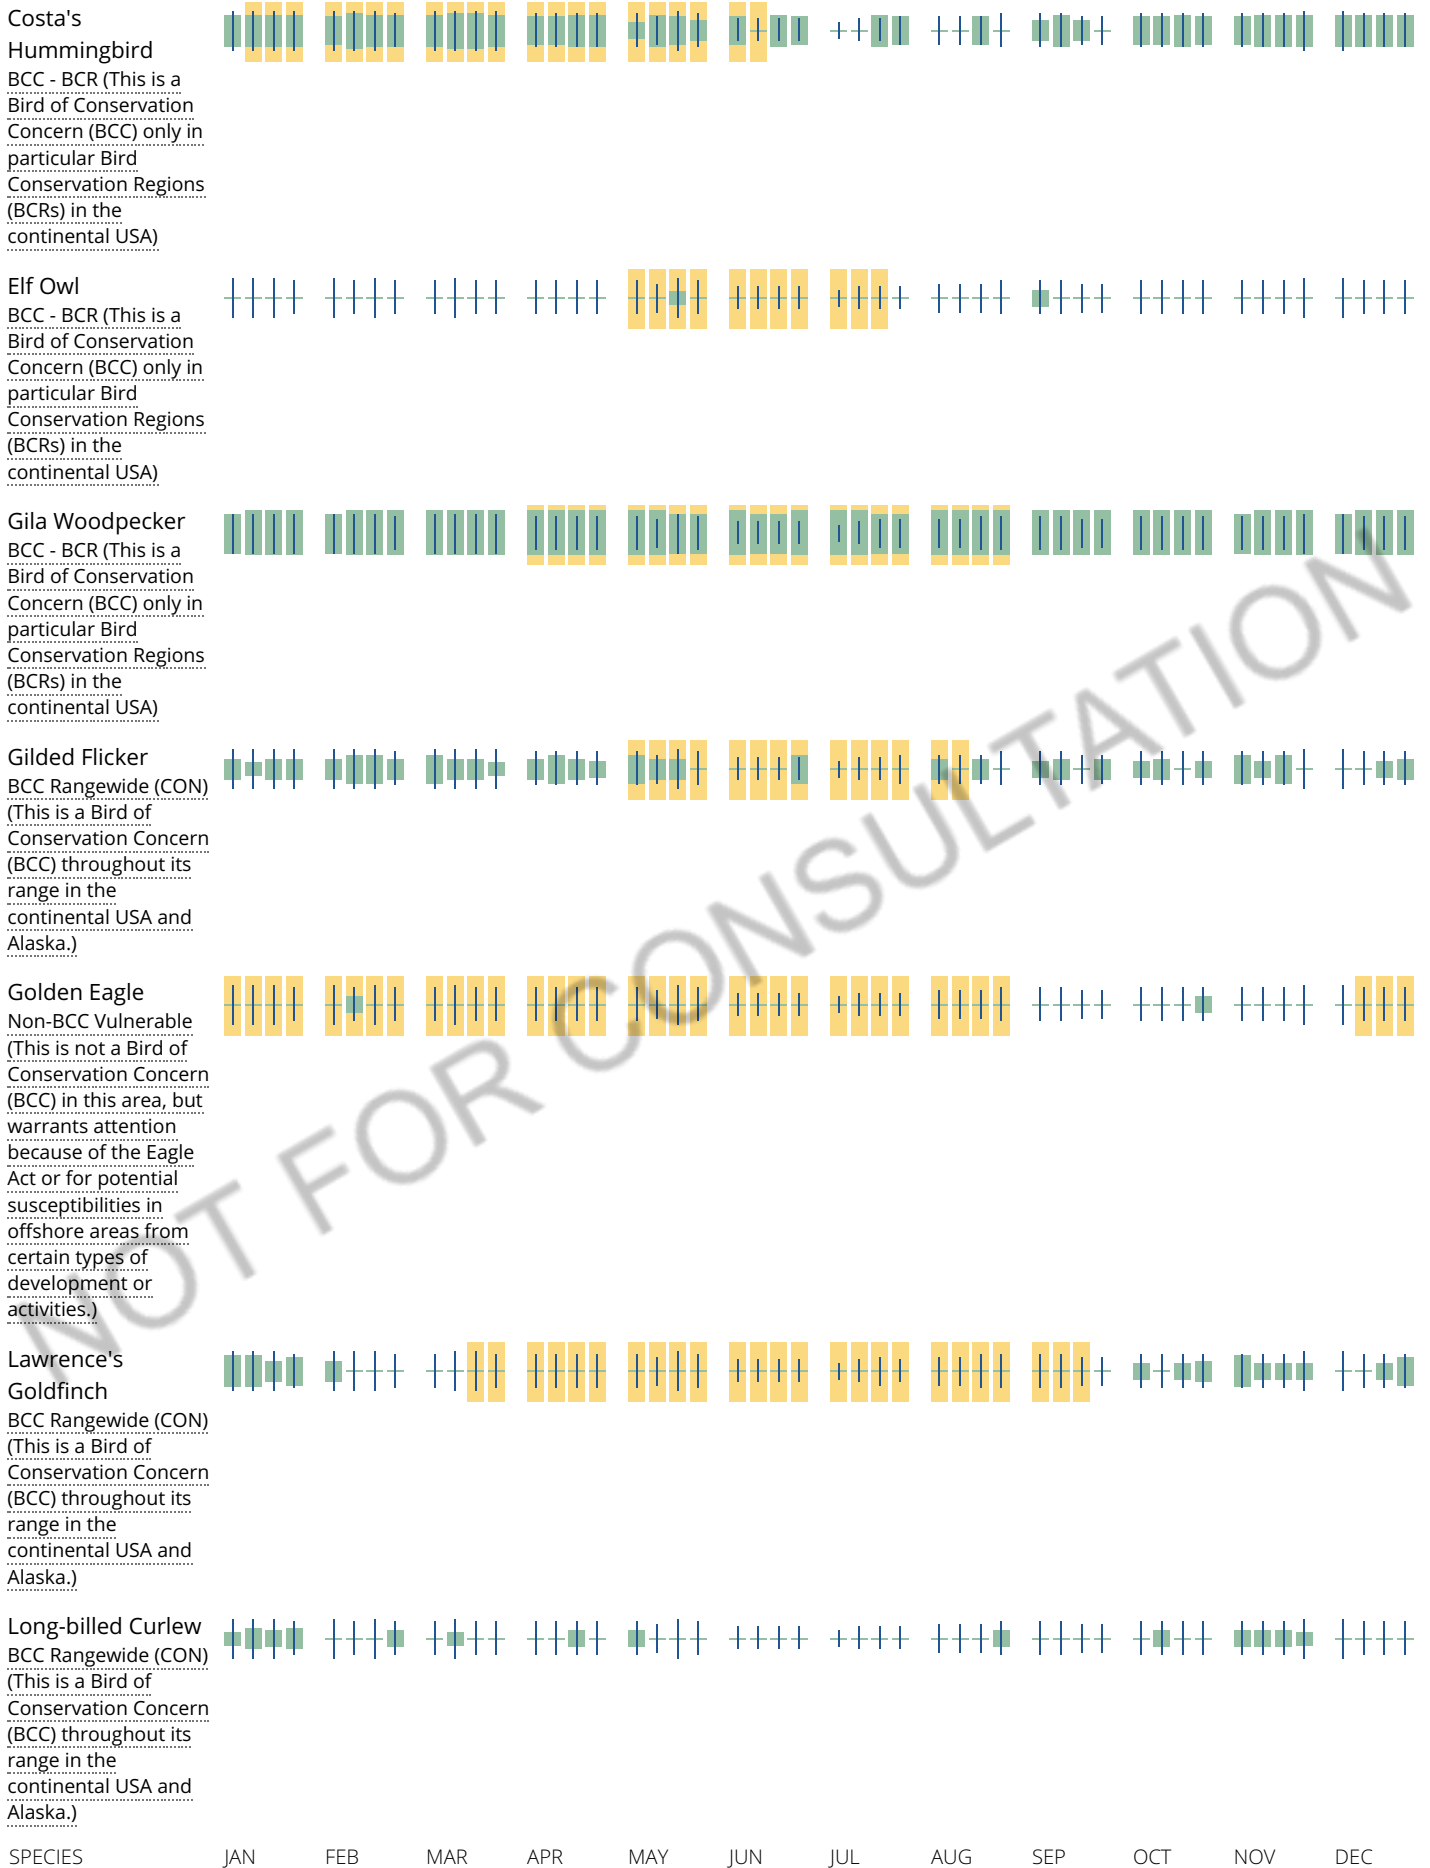 Costa's
Hummingbird
BCC - BCR (This is a
Bird of Conservation
Concern (BCC) only in
particular Bird
Conservation Regions
(BCRs) in the
continental USA)
Elf Owl
BCC - BCR (This is a
Bird of Conservation
Concern (BCC) only in
particular Bird
Conservation Regions
(BCRs) in the
continental USA)
Gila Woodpecker
BCC - BCR (This is a
Bird of Conservation
Concern (BCC) only in
particular Bird
Conservation Regions
(BCRs) in the
continental USA)
Gilded Flicker
BCC Rangewide (CON)
(This is a Bird of
Conservation Concern
(BCC) throughout its
range in the
continental USA and
Alaska.)
Golden Eagle
Non-BCC Vulnerable
(This is not a Bird of
Conservation Concern
(BCC) in this area, but
warrants attention
because of the Eagle
Act or for potential
susceptibilities in
offshore areas from
certain types of
development or
activities.)
Lawrence's
Goldfinch
BCC Rangewide (CON)
(This is a Bird of
Conservation Concern
(BCC) throughout its
range in the
continental USA and
Alaska.)
Long-billed Curlew
BCC Rangewide (CON)
(This is a Bird of
Conservation Concern
(BCC) throughout its
range in the
continental USA and
Alaska.)
SPECIES JAN FEB MAR APR MAY JUN JUL AUG SEP OCT NOV DEC
NOT FOR CONSULTATION